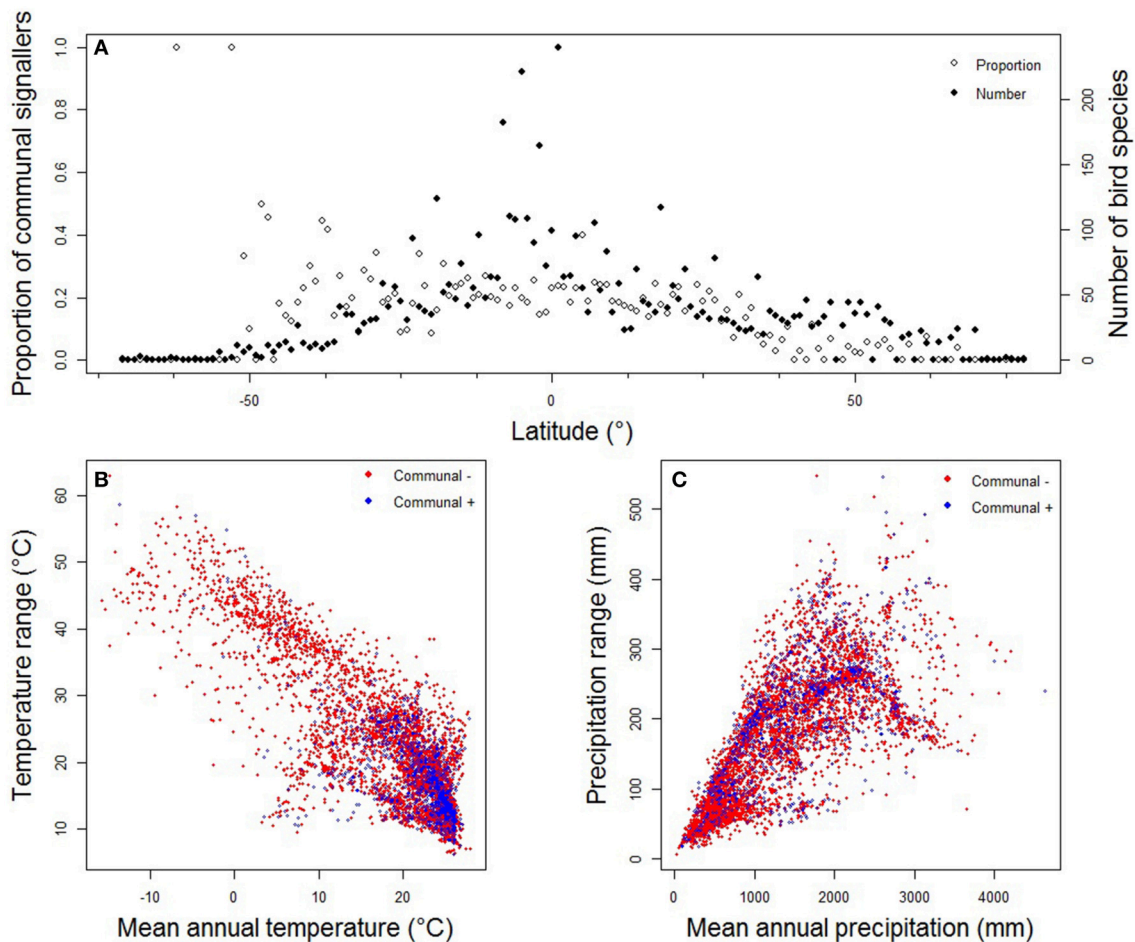 A
Proportion of communal signallers
1.0
0.8
0.6
0.4
0.2
0.0
Proportion
Number
Number of bird species
200
150
100
50
0
-50
0
50
Latitude (°)
B
Communal -
Communal +
Temperature range (°C)
60
50
40
30
20
10
-10
0
10
20
Mean annual temperature (°C)
C
Communal -
Communal +
Precipitation range (mm)
500
400
300
200
100
0
0
1000
2000
3000
4000
Mean annual precipitation (mm)